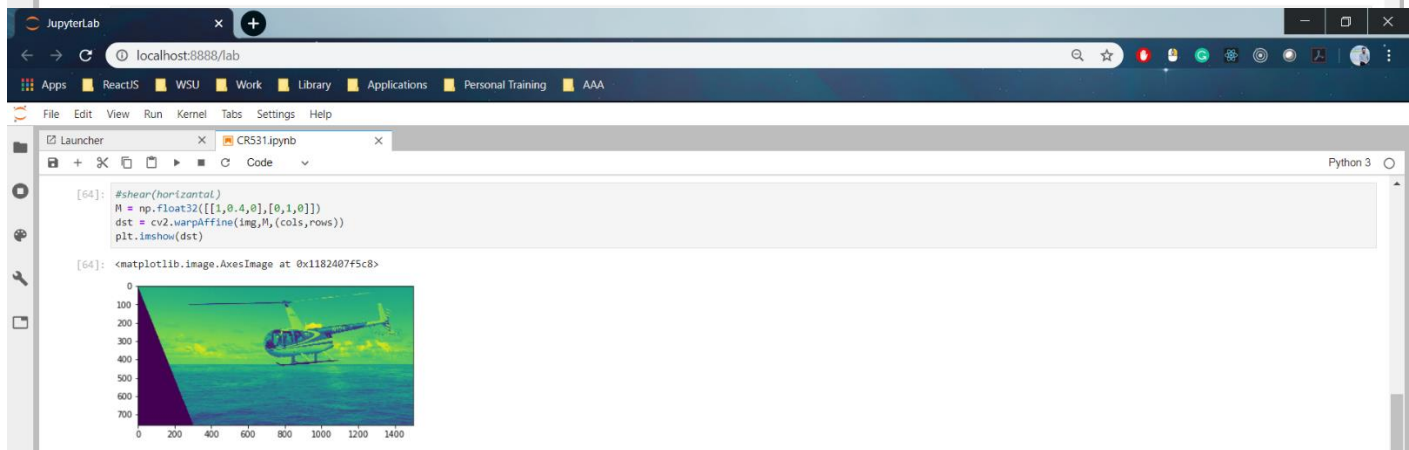 JupyterLab
localhost:8888/lab
Apps ReactJS WSU Work Library Applications Personal Training AAA
File Edit View Run Kernel Tabs Settings Help
Launcher CR531.ipynb
Code Python 3
[64]: #shear(horizantal)
M = np.float32([[1,0.4,0],[0,1,0]])
dst = cv2.warpAffine(img,M,(cols,rows))
plt.imshow(dst)
[64]: <matplotlib.image.AxesImage at 0x1182407f5c8>
0
100
200
300
400
500
600
700
0 200 400 600 800 1000 1200 1400